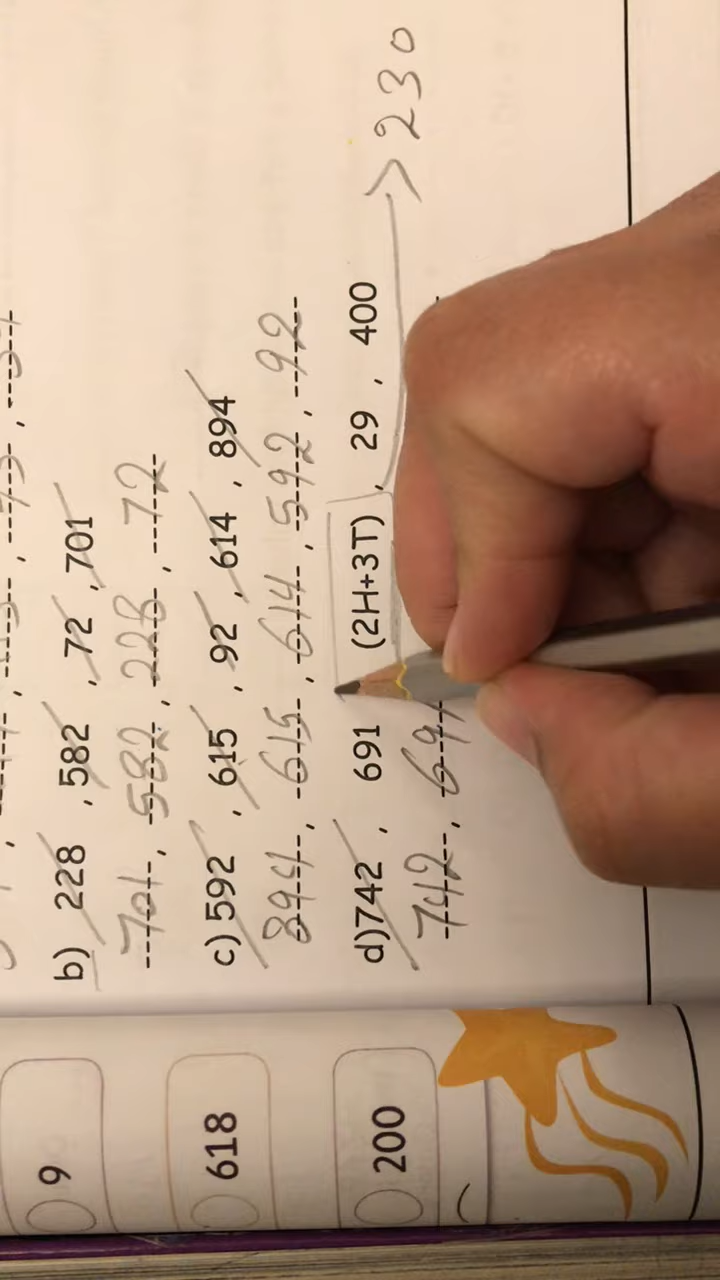 b) 228 , 582 , 72 , 701
701 , 582 , 228 , 72
c) 592 , 615 , 92 , 614 , 894
894 , 615 , 614 , 592 , 92
d) 742 , 691 (2H+3T) , 29 , 400 > 230
742 , 691
9
618
200